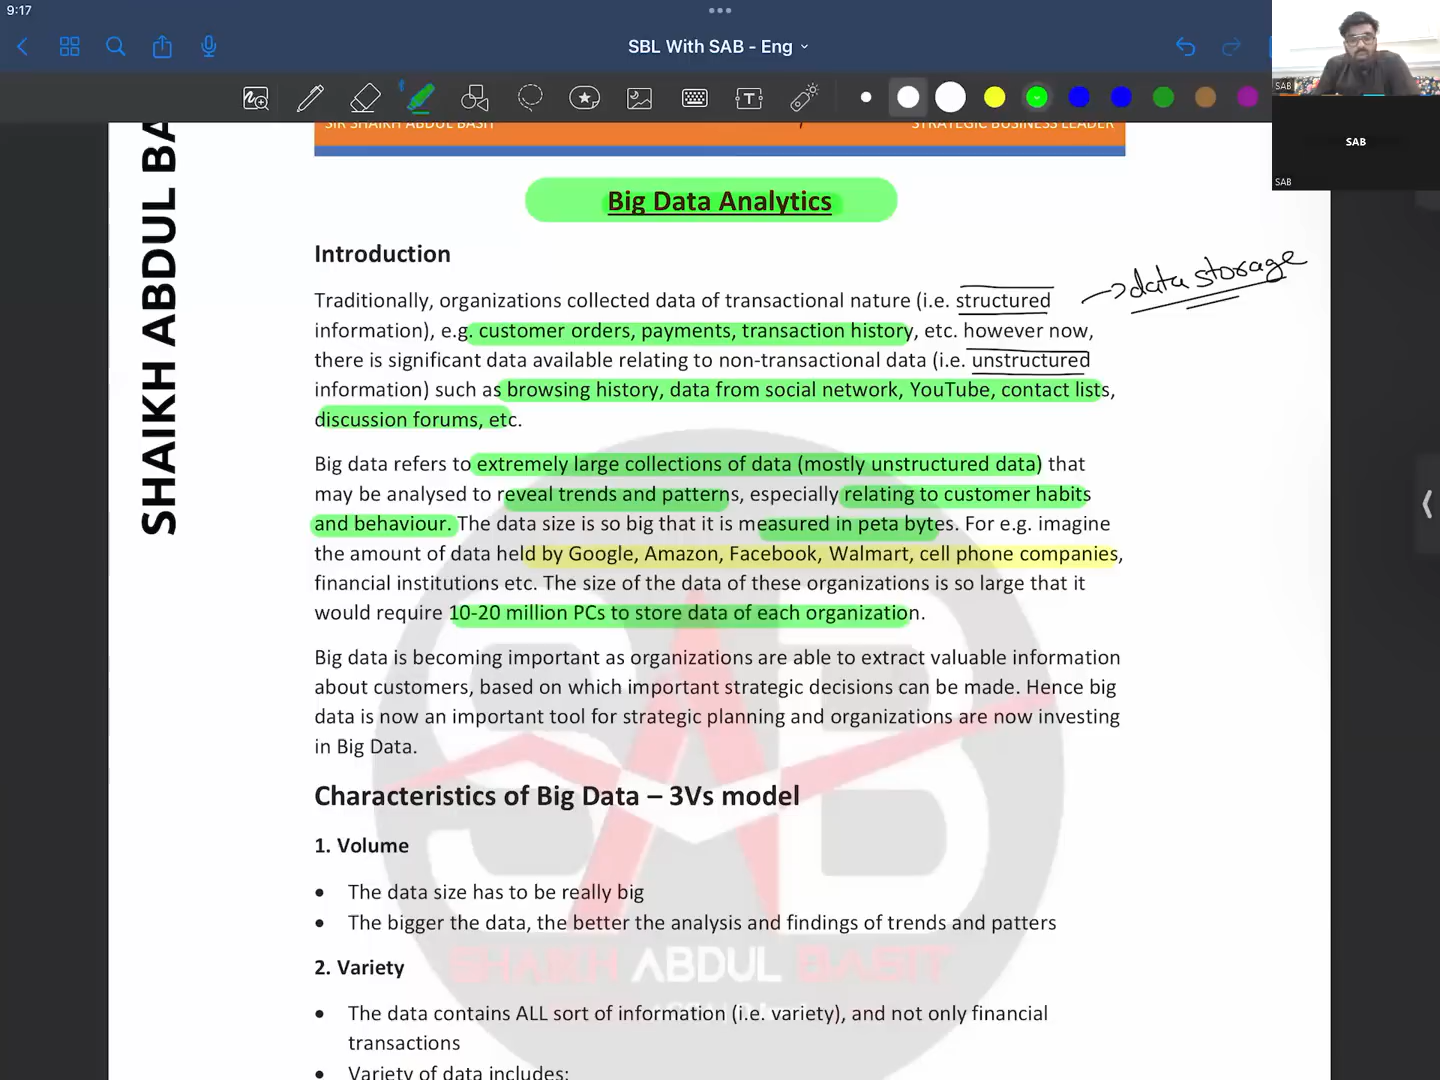 9:17
SBL With SAB - Eng
SAB
SAB
SAB
SIR SHAIKH ABDUL BASIT
STRATEGIC BUSINESS LEADER
SHAIKH ABDUL BA
Big Data Analytics
Introduction
Traditionally, organizations collected data of transactional nature (i.e. structured
→ data storage
information), e.g. customer orders, payments, transaction history, etc. however now,
there is significant data available relating to non-transactional data (i.e. unstructured
information) such as browsing history, data from social network, YouTube, contact lists,
discussion forums, etc.
Big data refers to extremely large collections of data (mostly unstructured data) that
may be analysed to reveal trends and patterns, especially relating to customer habits
and behaviour. The data size is so big that it is measured in peta bytes. For e.g. imagine
the amount of data held by Google, Amazon, Facebook, Walmart, cell phone companies,
financial institutions etc. The size of the data of these organizations is so large that it
would require 10-20 million PCs to store data of each organization.
Big data is becoming important as organizations are able to extract valuable information
about customers, based on which important strategic decisions can be made. Hence big
data is now an important tool for strategic planning and organizations are now investing
in Big Data.
Characteristics of Big Data – 3Vs model
1. Volume
• The data size has to be really big
• The bigger the data, the better the analysis and findings of trends and patters
2. Variety
SHAIKH ABDUL BASIT
• The data contains ALL sort of information (i.e. variety), and not only financial
transactions
• Variety of data includes: